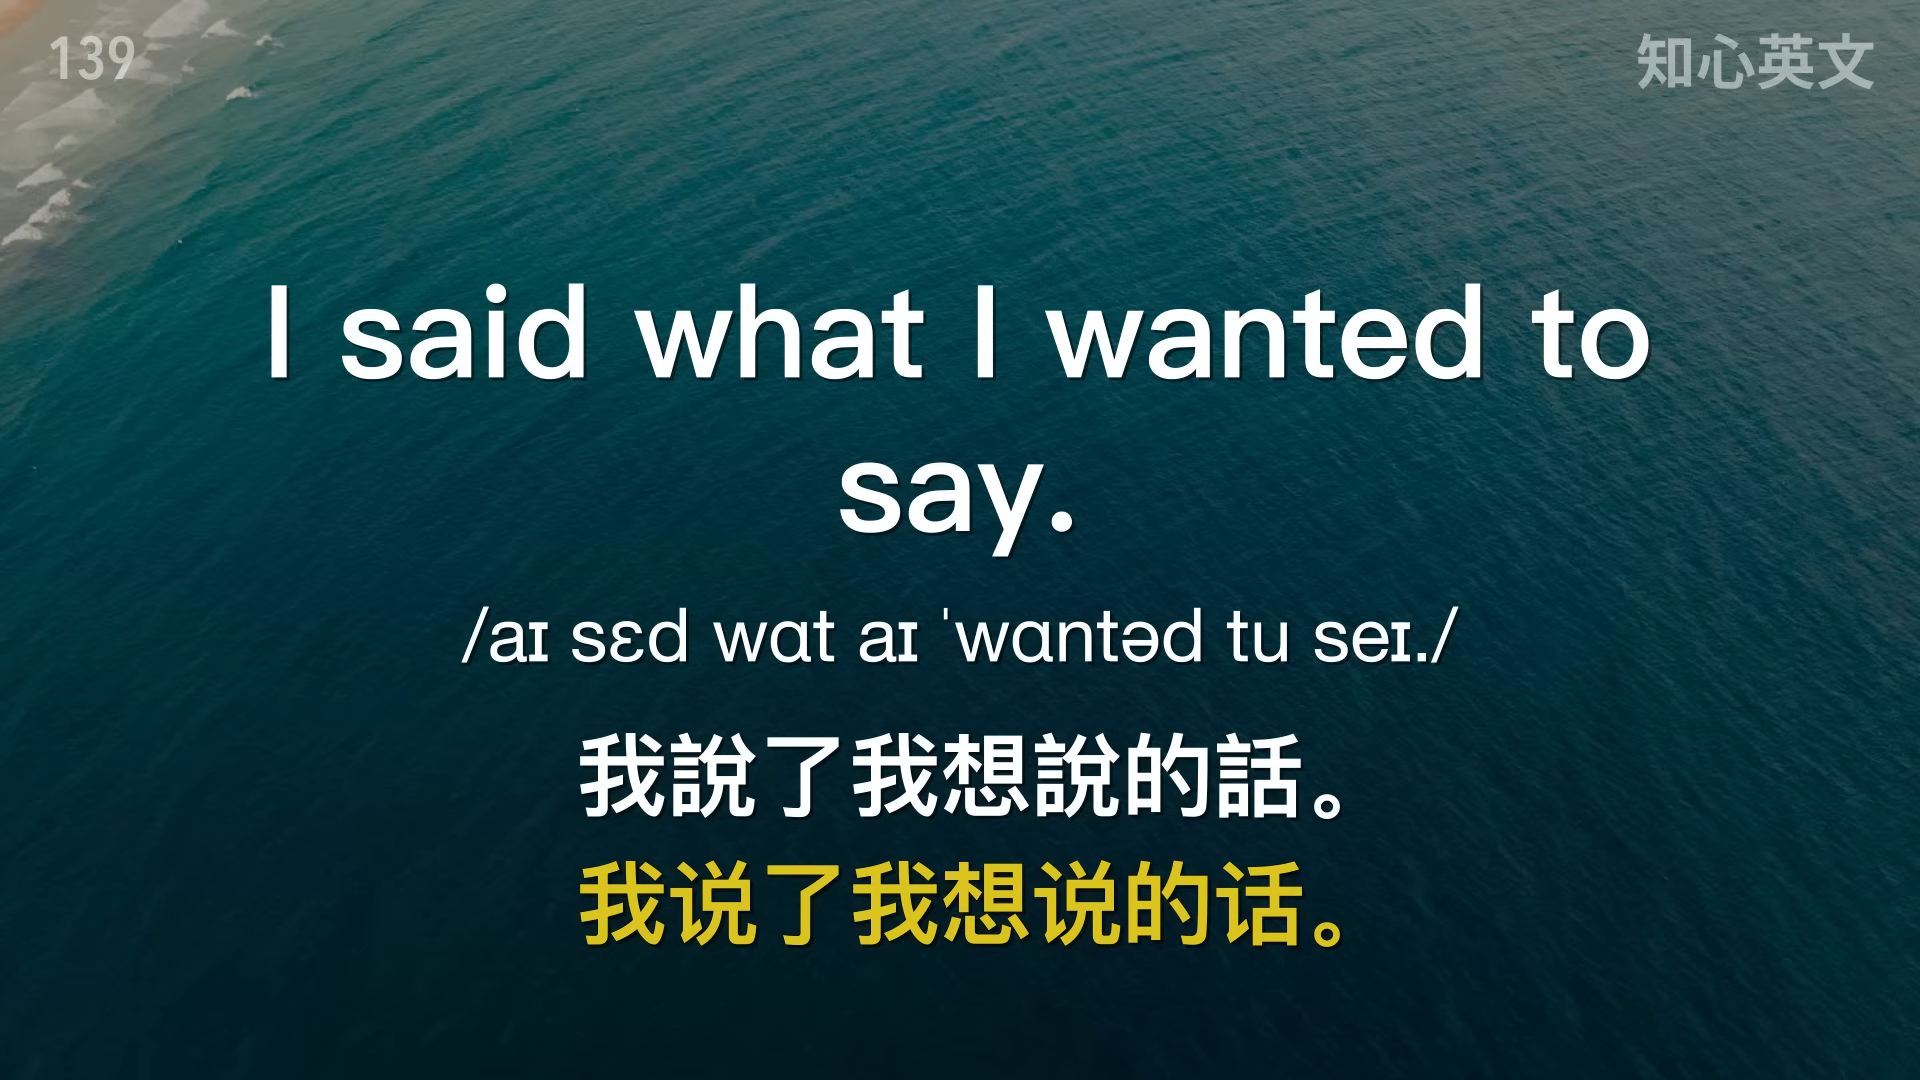 139
知心英文
I said what I wanted to
say.
/aɪ sɛd wɑt aɪ ˈwɑntəd tu seɪ./
我說了我想說的話。
我说了我想说的话。